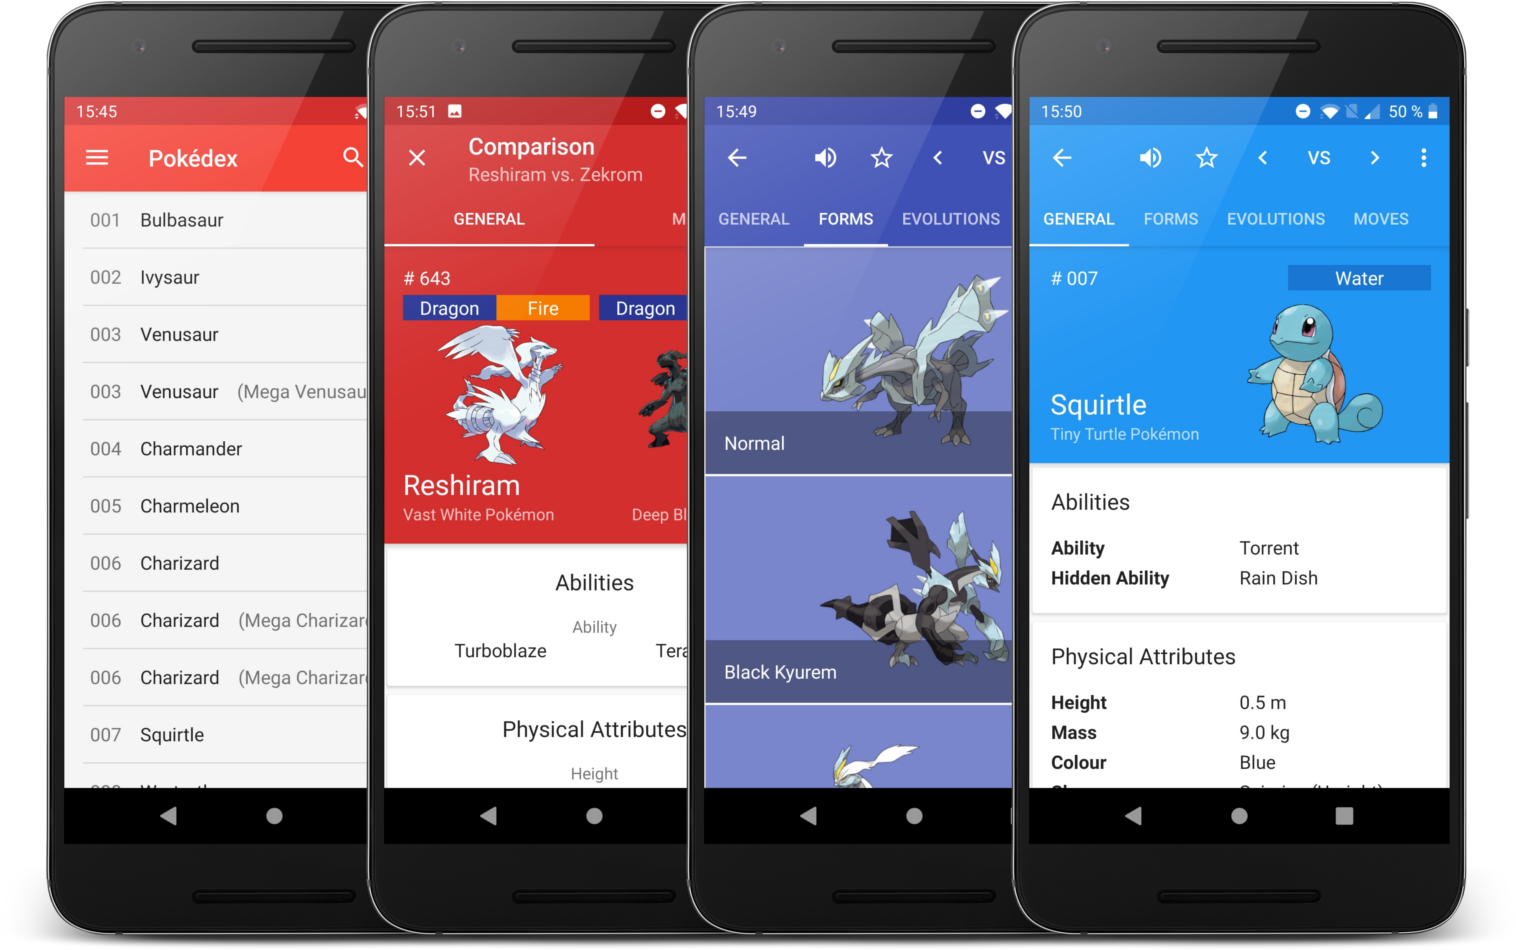 15:45
Pokédex
001 Bulbasaur
002 Ivysaur
003 Venusaur
003 Venusaur (Mega Venusau
004 Charmander
005 Charmeleon
006 Charizard
006 Charizard (Mega Charizar
006 Charizard (Mega Charizar
007 Squirtle
15:51
Comparison
Reshiram vs. Zekrom
GENERAL M
# 643
Dragon Fire Dragon
Reshiram
Vast White Pokémon Deep Bl
Abilities
Ability
Turboblaze Tera
Physical Attributes
Height
15:49
VS
GENERAL FORMS EVOLUTIONS
Normal
Black Kyurem
15:50 50 %
VS
GENERAL FORMS EVOLUTIONS MOVES
# 007 Water
Squirtle
Tiny Turtle Pokémon
Abilities
Ability Torrent
Hidden Ability Rain Dish
Physical Attributes
Height 0.5 m
Mass 9.0 kg
Colour Blue